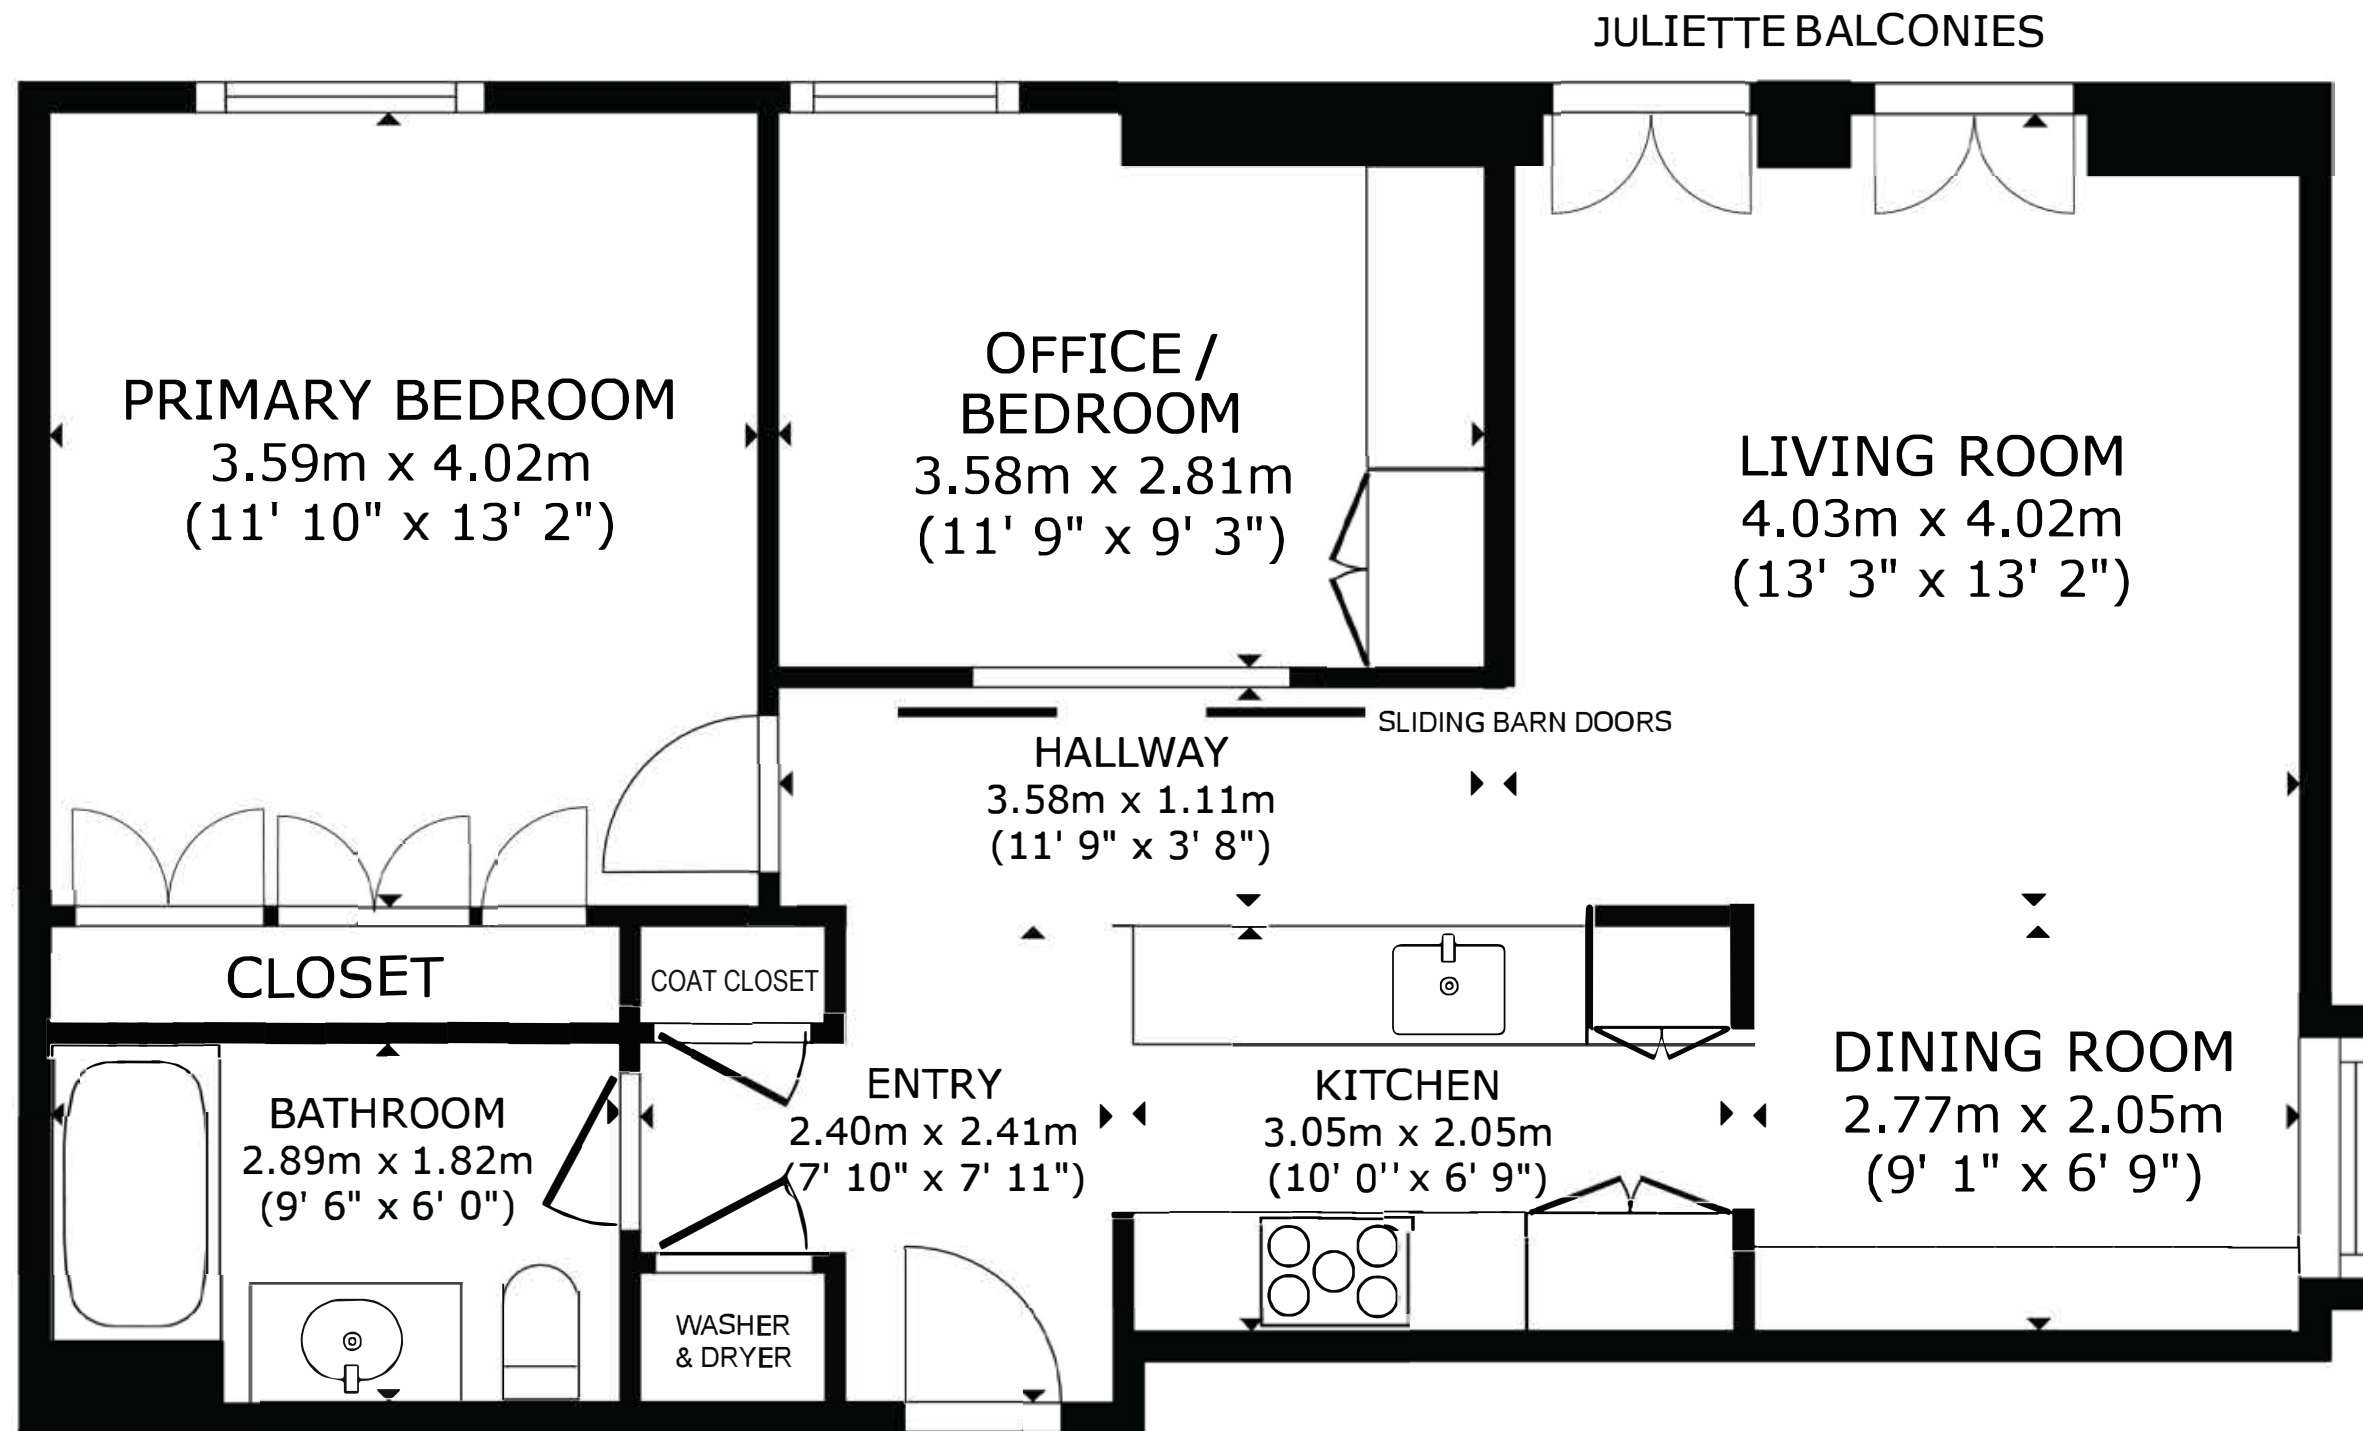 JULIETTE BALCONIES
PRIMARY BEDROOM
3.59m x 4.02m
(11' 10" x 13' 2")
OFFICE /
BEDROOM
3.58m x 2.81m
(11' 9" x 9' 3")
LIVING ROOM
4.03m x 4.02m
(13' 3" x 13' 2")
SLIDING BARN DOORS
HALLWAY
3.58m x 1.11m
(11' 9" x 3' 8")
CLOSET
COAT CLOSET
BATHROOM
2.89m x 1.82m
(9' 6" x 6' 0")
ENTRY
2.40m x 2.41m
(7' 10" x 7' 11")
KITCHEN
3.05m x 2.05m
(10' 0'' x 6' 9")
DINING ROOM
2.77m x 2.05m
(9' 1" x 6' 9")
WASHER
& DRYER